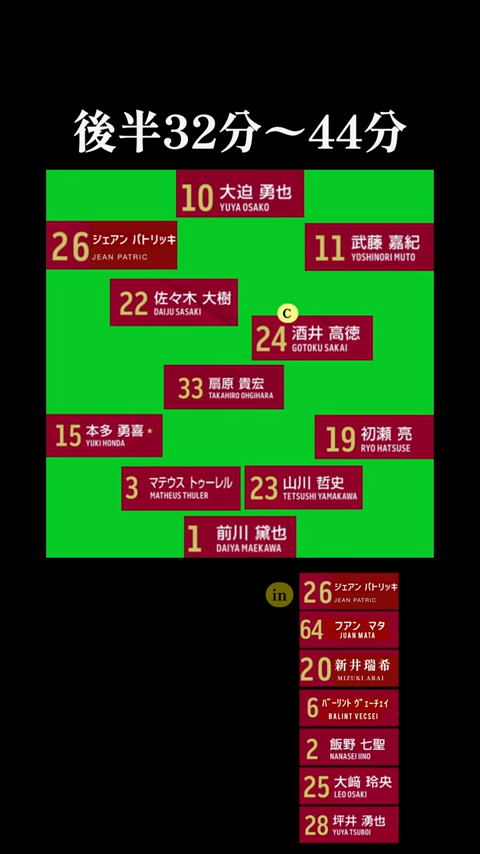 後半32分〜44分
10 大迫 勇也
YUYA OSAKO
26 ジェアン パトリッキ
JEAN PATRIC
11 武藤 嘉紀
YOSHINORI MUTO
22 佐々木 大樹
DAIJU SASAKI
C
24 酒井 高徳
GOTOKU SAKAI
33 扇原 貴宏
TAKAHIRO OHGIHARA
15 本多 勇喜★
YUKI HONDA
19 初瀬 亮
RYO HATSUSE
3 マテウス トゥーレル
MATHEUS THULER
23 山川 哲史
TETSUSHI YAMAKAWA
1 前川 黛也
DAIYA MAEKAWA
in
26 ジェアン パトリッキ
JEAN PATRIC
64 フアン マタ
JUAN MATA
20 新井瑞希
MIZUKI ARAI
6 バーリント ヴェーチェイ
BALINT VECSEI
2 飯野 七聖
NANASEI IINO
25 大﨑 玲央
LEO OSAKI
28 坪井 湧也
YUYA TSUBOI